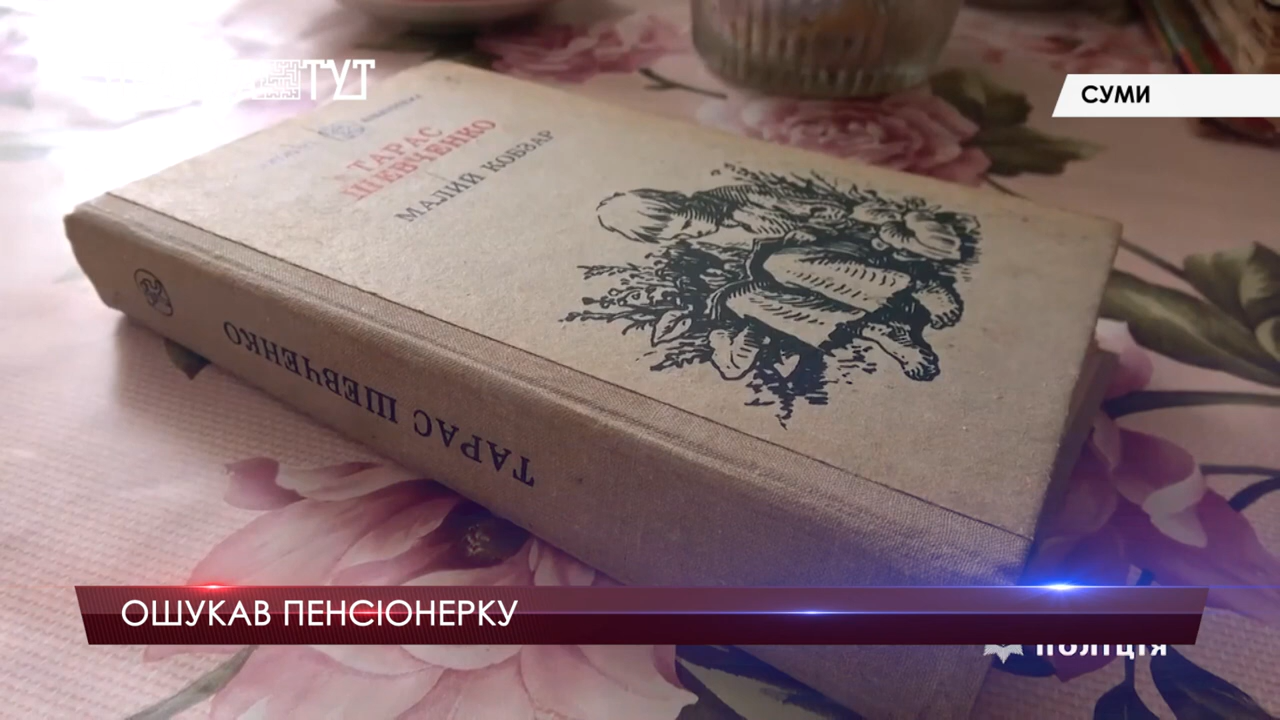 ТУТ
СУМИ
ТАРАС
ШЕВЧЕНКО
МАЛИЙ КОБЗАР
ТАРАС ШЕВЧЕНКО
ОШУКАВ ПЕНСІОНЕРКУ
ПОЛІЦІЯ